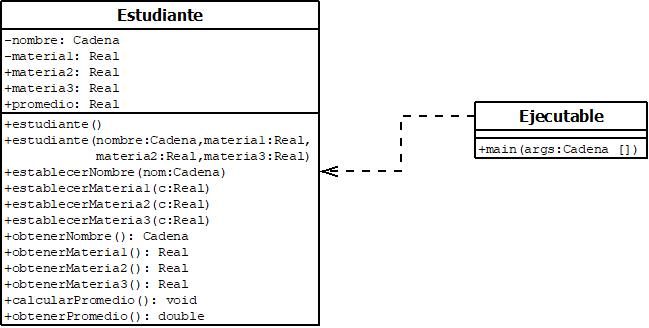 Estudiante
-nombre: Cadena
-materia1: Real
+materia2: Real
+materia3: Real
+promedio: Real
+estudiante()
+estudiante(nombre:Cadena,materia1:Real,
materia2:Real,materia3:Real)
+establecerNombre(nom:Cadena)
+establecerMateria1(c:Real)
+establecerMateria2(c:Real)
+establecerMateria3(c:Real)
+obtenerNombre(): Cadena
+obtenerMateria1(): Real
+obtenerMateria2(): Real
+obtenerMateria3(): Real
+calcularPromedio(): void
+obtenerPromedio(): double
Ejecutable
+main(args:Cadena [])